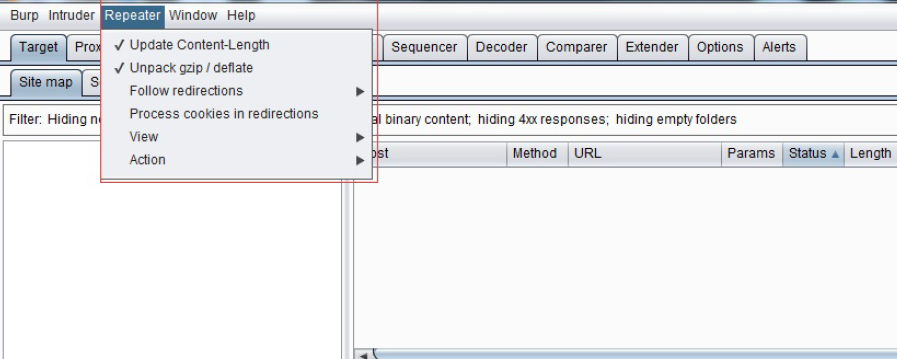 Burp Intruder Repeater Window Help
Target Prox Sequencer Decoder Comparer Extender Options Alerts
✓ Update Content-Length
✓ Unpack gzip / deflate
Follow redirections
Process cookies in redirections
View
Action
Site map S
Filter: Hiding no al binary content; hiding 4xx responses; hiding empty folders
ost Method URL Params Status Length